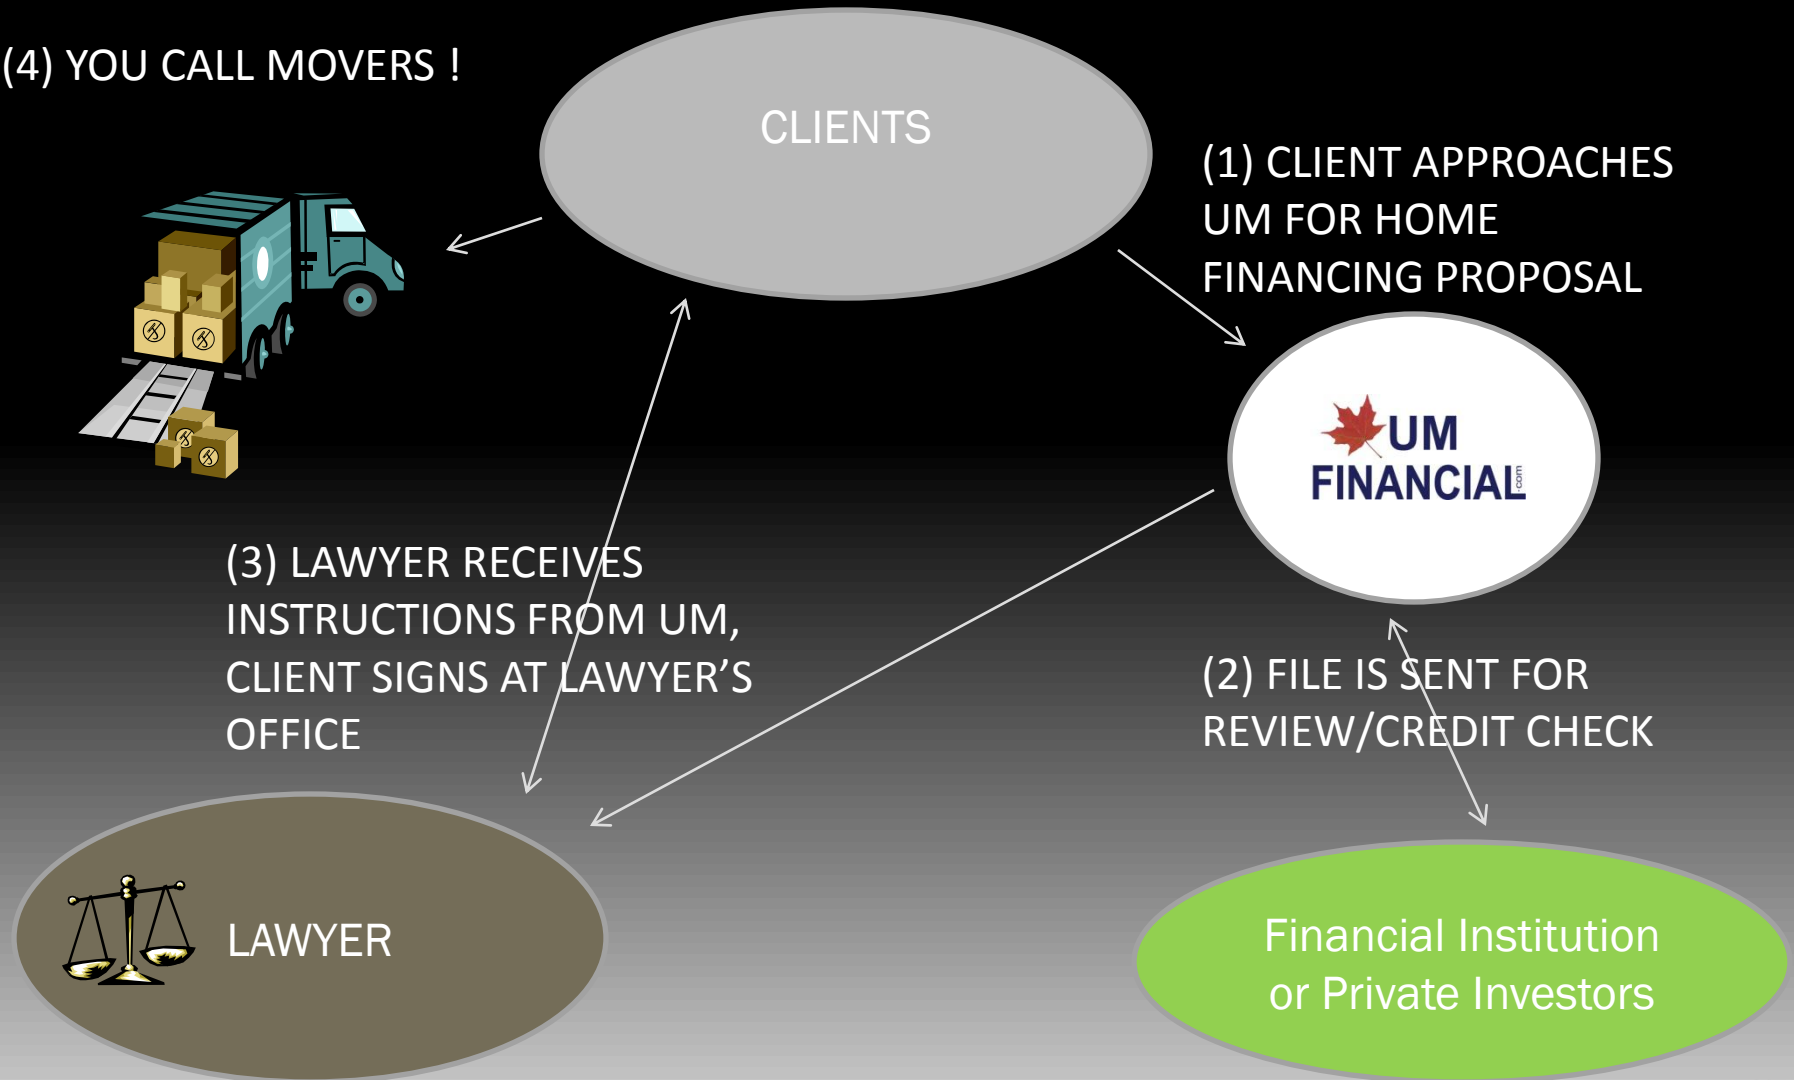 (4) YOU CALL MOVERS !
CLIENTS
(1) CLIENT APPROACHES
UM FOR HOME
FINANCING PROPOSAL
UM
FINANCIAL.com
(3) LAWYER RECEIVES
INSTRUCTIONS FROM UM,
CLIENT SIGNS AT LAWYER’S
OFFICE
(2) FILE IS SENT FOR
REVIEW/CREDIT CHECK
LAWYER
Financial Institution
or Private Investors